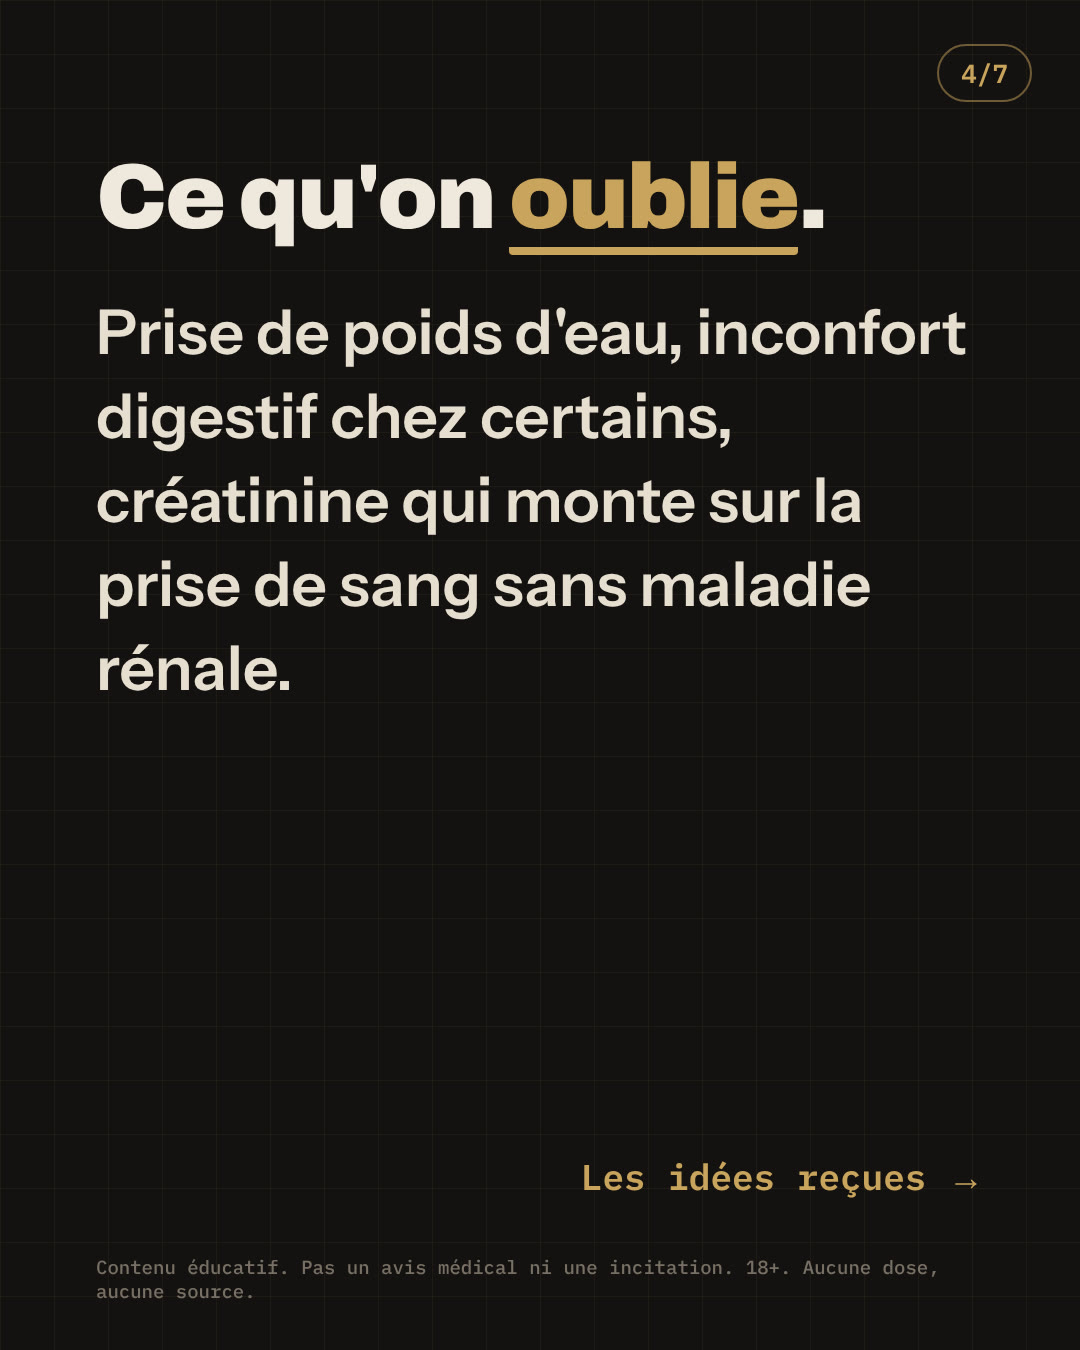 4/7
Ce qu'on oublie.
Prise de poids d'eau, inconfort
digestif chez certains,
créatinine qui monte sur la
prise de sang sans maladie
rénale.
Les idées reçues →
Contenu éducatif. Pas un avis médical ni une incitation. 18+. Aucune dose,
aucune source.